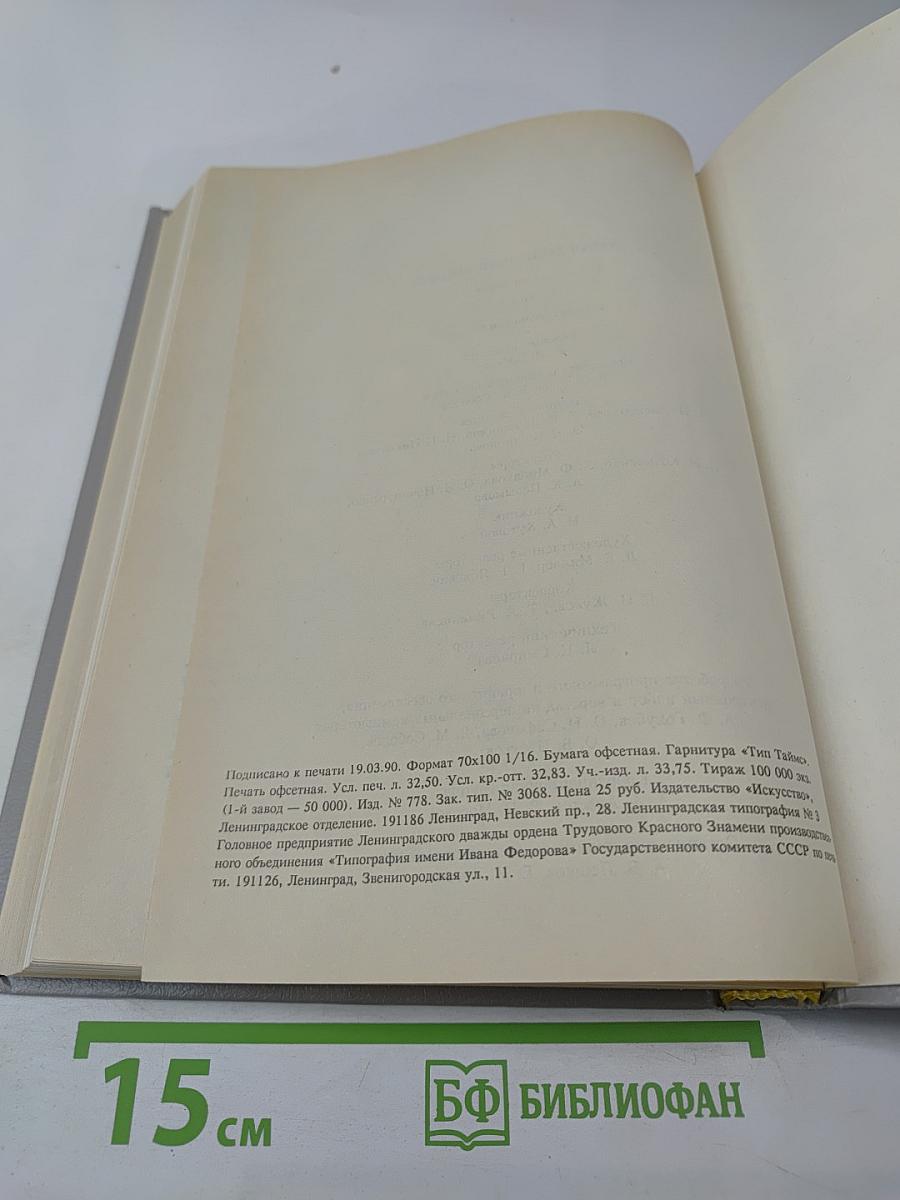 Подписано к печати 19.03.90. Формат 70х100 1/16. Бумага офсетная. Гарнитура «Тип Таймс».
Печать офсетная. Усл. печ. л. 32,50. Усл. кр.-отт. 32,83. Уч.-изд. л. 33,75. Тираж 100 000 экз.
(1-й завод — 50 000). Изд. № 778. Зак. тип. № 3068. Цена 25 руб. Издательство «Искусство»,
Ленинградское отделение. 191186 Ленинград, Невский пр., 28. Ленинградская типография № 3
Головное предприятие Ленинградского дважды ордена Трудового Красного Знамени производствен-
ного объединения «Типография имени Ивана Федорова» Государственного комитета СССР по печа
ти. 191126, Ленинград, Звенигородская ул., 11.
15 см
БФ БИБЛИОФАН